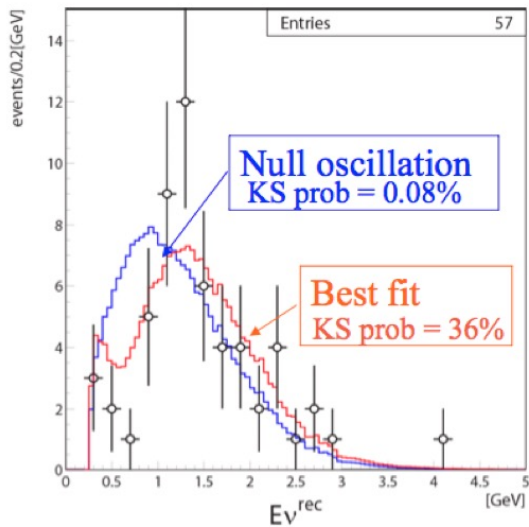 Entries 57
events/0.2[GeV]
14
12
10
8
6
4
2
0
Null oscillation
KS prob = 0.08%
Best fit
KS prob = 36%
0 0.5 1 1.5 2 2.5 3 3.5 4 4.5 5
[GeV]
Eν^rec